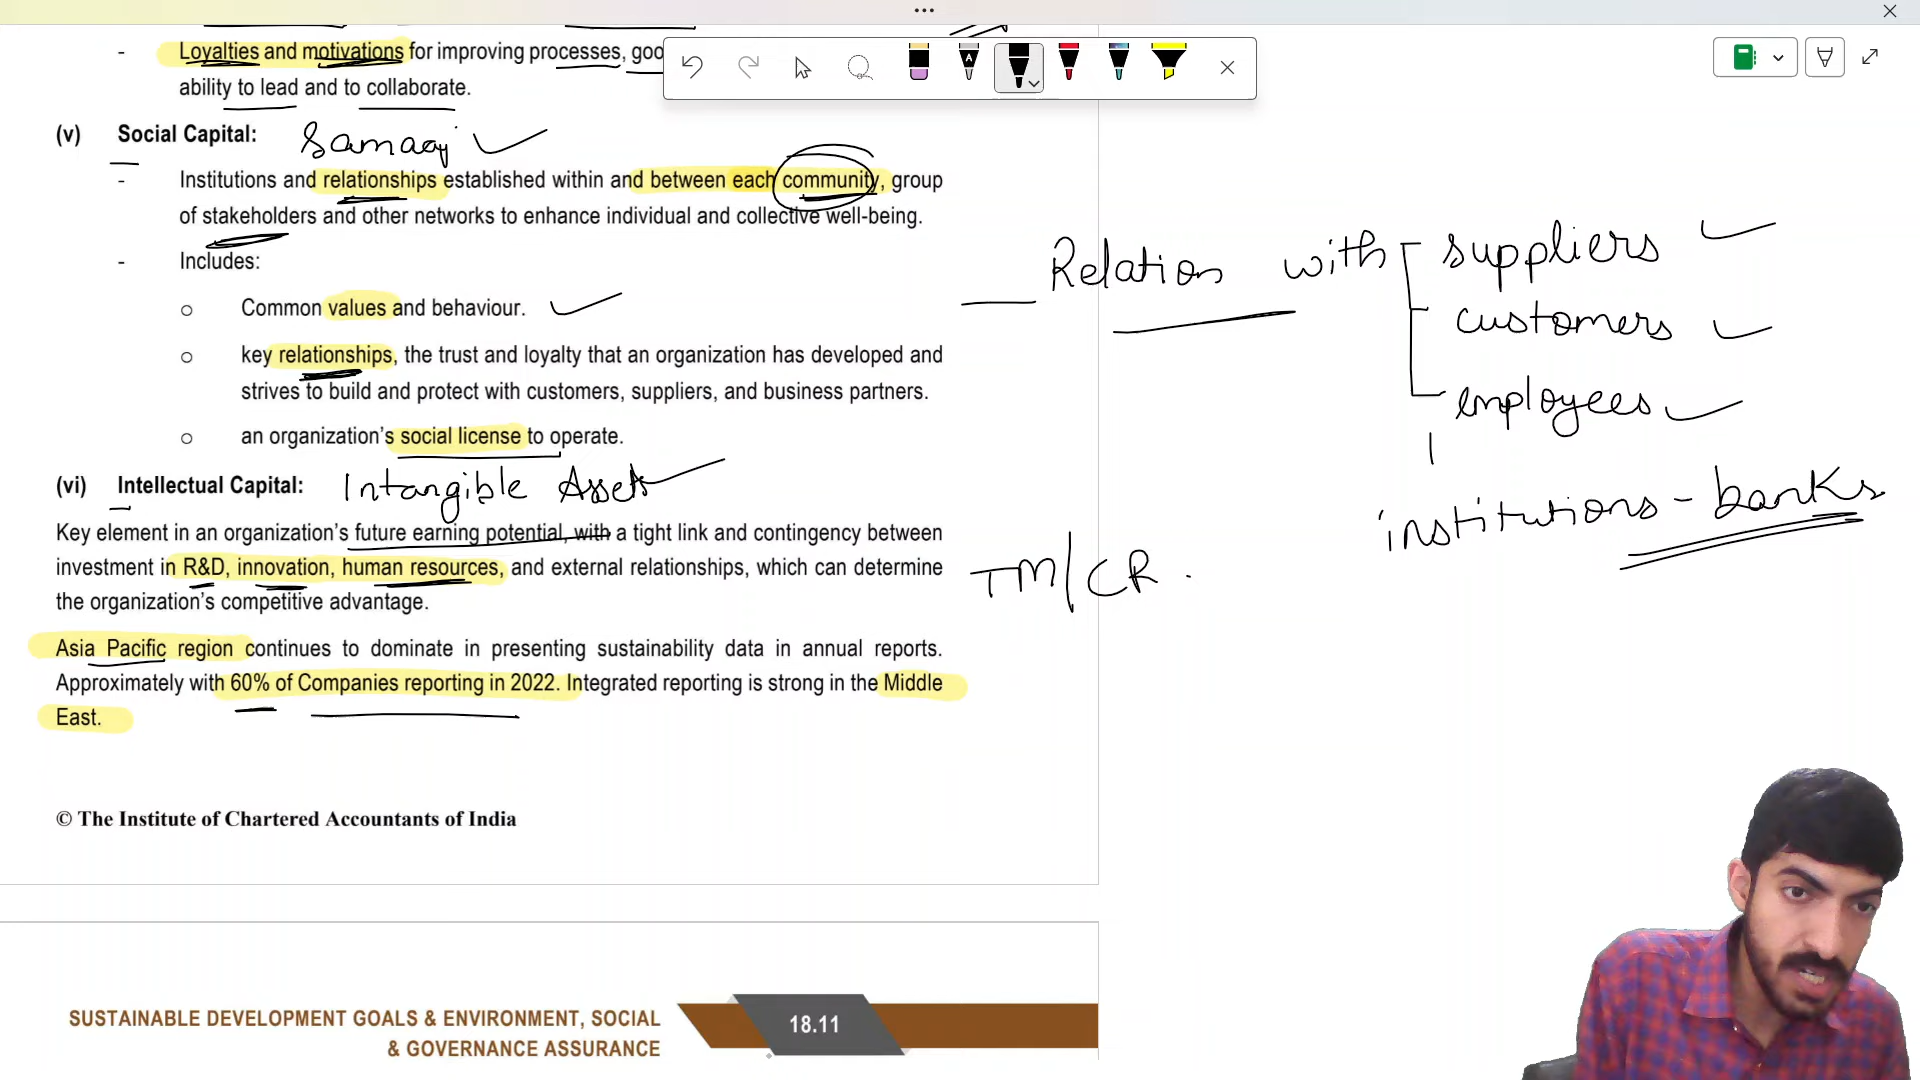 - Loyalties and motivations for improving processes,
ability to lead and to collaborate.
(v) Social Capital: Samaaj
- Institutions and relationships established within and between each community, group
of stakeholders and other networks to enhance individual and collective well-being.
- Includes:
o Common values and behaviour.
o key relationships, the trust and loyalty that an organization has developed and
strives to build and protect with customers, suppliers, and business partners.
o an organization's social license to operate.
(vi) Intellectual Capital: Intangible Assets
Key element in an organization's future earning potential, with a tight link and contingency between
investment in R&D, innovation, human resources, and external relationships, which can determine
the organization's competitive advantage.
Asia Pacific region continues to dominate in presenting sustainability data in annual reports.
Approximately with 60% of Companies reporting in 2022. Integrated reporting is strong in the Middle
East.
© The Institute of Chartered Accountants of India
Relation with suppliers
customers
employees
institutions - banks
TM/CR.
SUSTAINABLE DEVELOPMENT GOALS & ENVIRONMENT, SOCIAL
& GOVERNANCE ASSURANCE
18.11